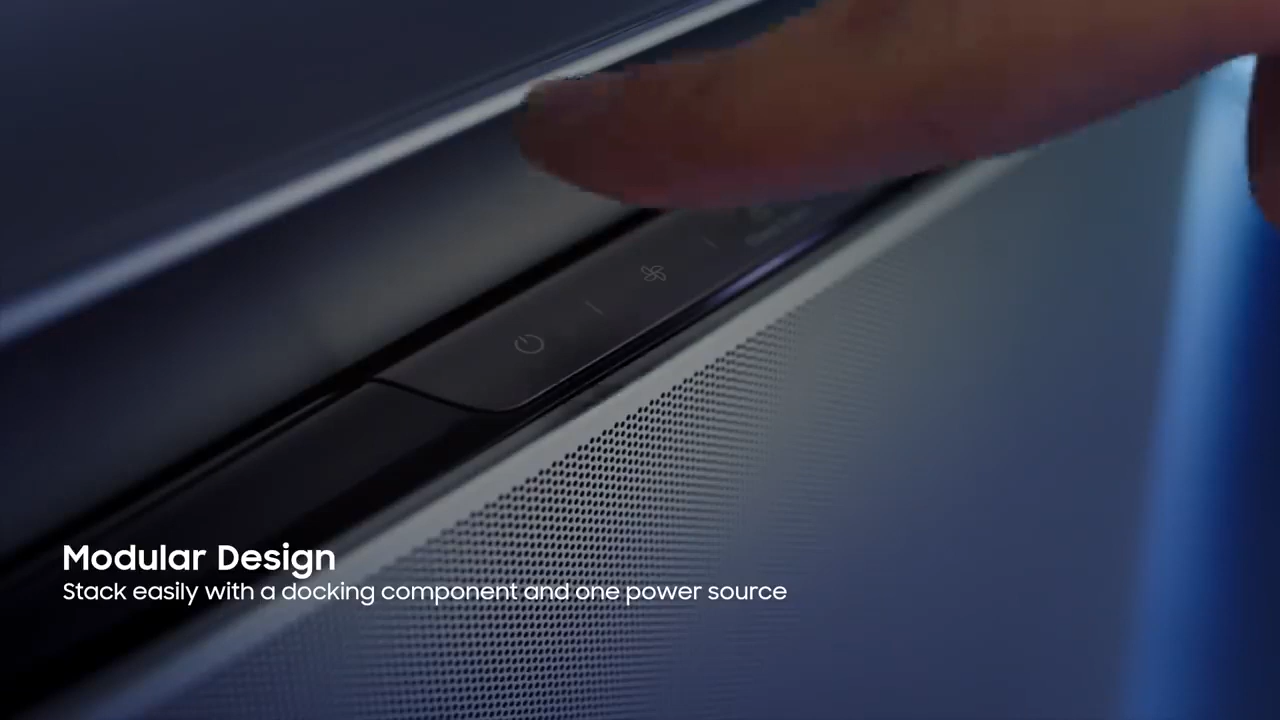 Modular Design
Stack easily with a docking component and one power source